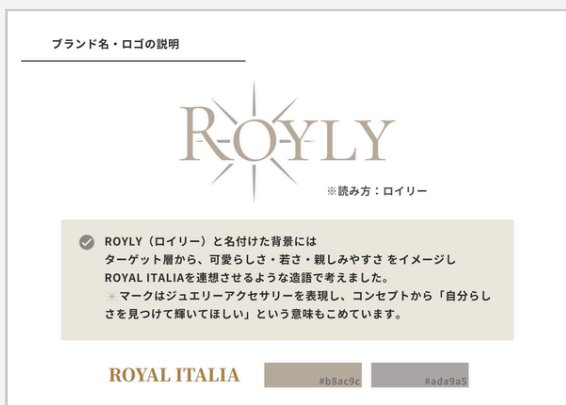 ブランド名・ロゴの説明
ROYLY
※読み方：ロイリー
ROYLY（ロイリー）と名付けた背景には
ターゲット層から、可愛らしさ・若さ・親しみやすさ をイメージし
ROYAL ITALIAを連想させるような造語で考えました。
マークはジュエリーアクセサリーを表現し、コンセプトから「自分らし
さを見つけて輝いてほしい」という意味もこめています。
ROYAL ITALIA
#b8ac9c
#ada9a5